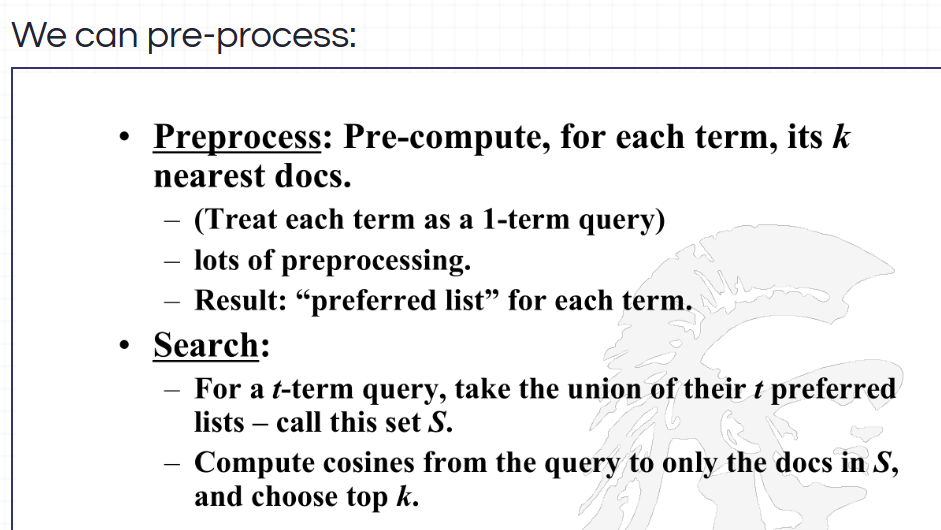 We can pre-process:
• Preprocess: Pre-compute, for each term, its k
nearest docs.
– (Treat each term as a 1-term query)
– lots of preprocessing.
– Result: “preferred list” for each term.
• Search:
– For a t-term query, take the union of their t preferred
lists – call this set S.
– Compute cosines from the query to only the docs in S,
and choose top k.